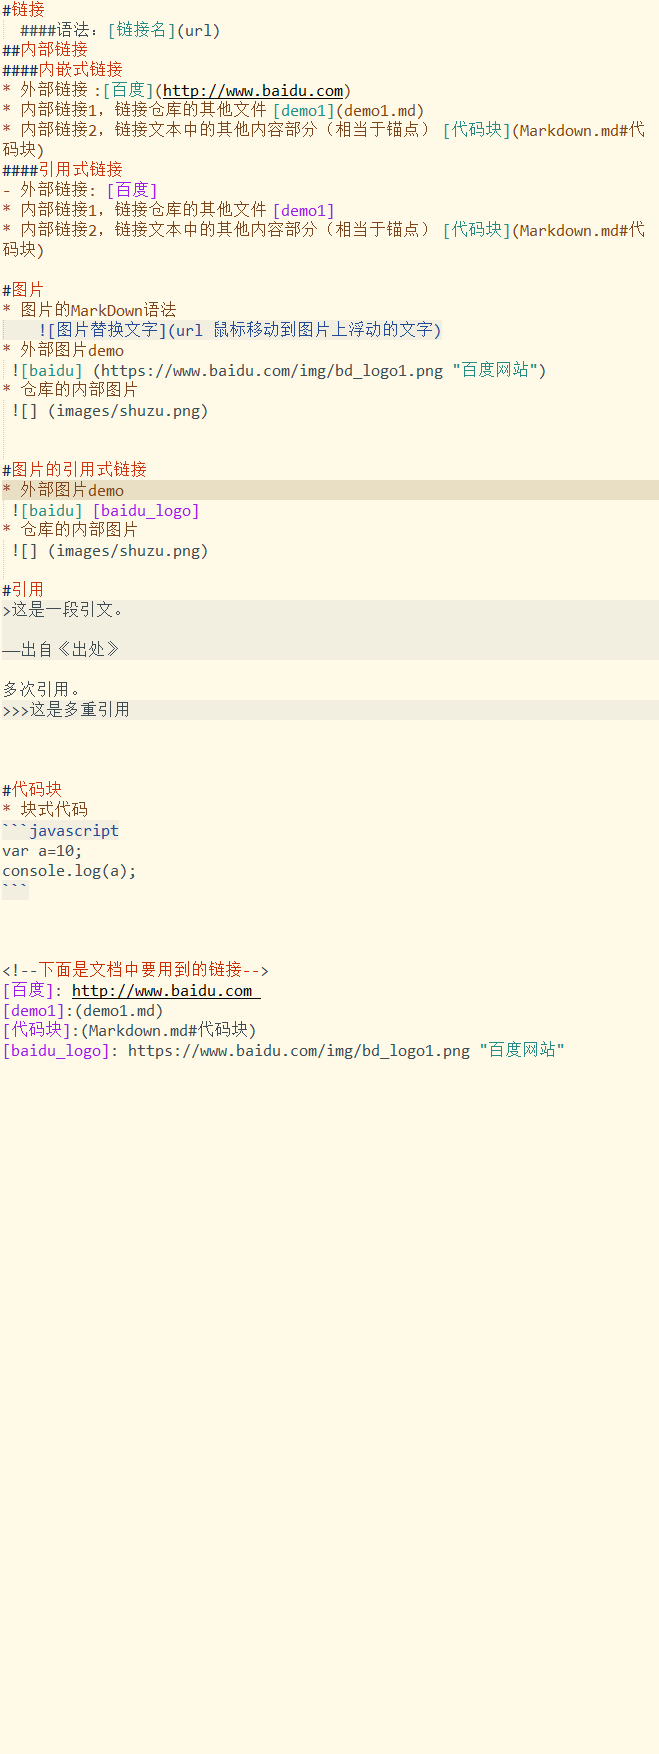 #链接
  ####语法：[链接名](url)
##内部链接
####内嵌式链接
* 外部链接 :[百度](http://www.baidu.com)
* 内部链接1，链接仓库的其他文件 [demo1](demo1.md)
* 内部链接2，链接文本中的其他内容部分（相当于锚点） [代码块](Markdown.md#代
码块)
####引用式链接
- 外部链接: [百度]
* 内部链接1，链接仓库的其他文件 [demo1]
* 内部链接2，链接文本中的其他内容部分（相当于锚点） [代码块](Markdown.md#代
码块)
#图片
* 图片的MarkDown语法
    ![图片替换文字](url 鼠标移动到图片上浮动的文字)
* 外部图片demo
 ![baidu] (https://www.baidu.com/img/bd_logo1.png "百度网站")
* 仓库的内部图片
 ![] (images/shuzu.png)
#图片的引用式链接
* 外部图片demo
 ![baidu] [baidu_logo]
* 仓库的内部图片
 ![] (images/shuzu.png)
#引用
>这是一段引文。
——出自《出处》
多次引用。
>>>这是多重引用
#代码块
* 块式代码
```javascript
var a=10;
console.log(a);
```
<!--下面是文档中要用到的链接-->
[百度]: http://www.baidu.com
[demo1]:(demo1.md)
[代码块]:(Markdown.md#代码块)
[baidu_logo]: https://www.baidu.com/img/bd_logo1.png "百度网站"